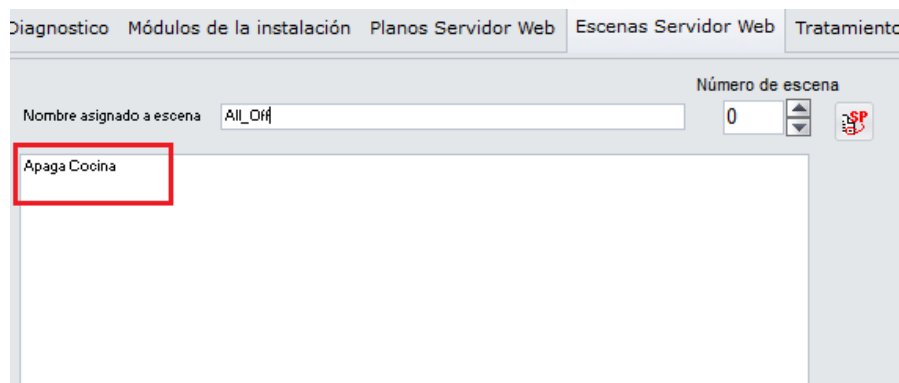 Diagnostico Módulos de la instalación Planos Servidor Web Escenas Servidor Web Tratamiento
Número de escena
Nombre asignado a escena All_Off 0 SP
Apaga Cocina